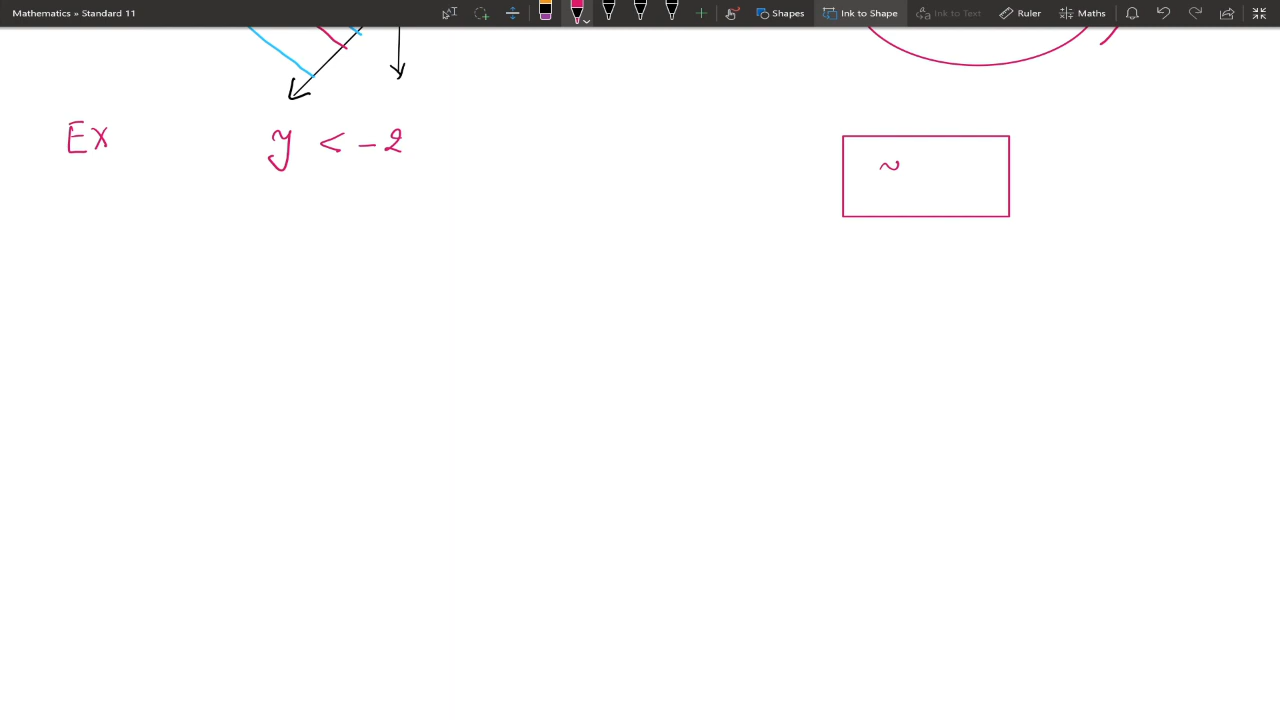 Mathematics » Standard 11
Shapes Ink to Shape Ink to Text Ruler Maths
Ex y < -2
~